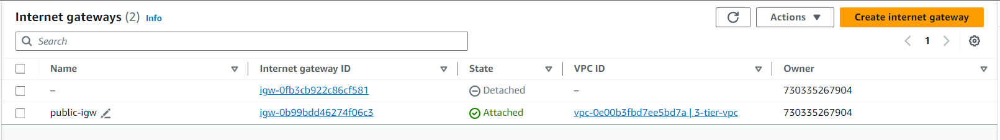 Internet gateways (2) Info
Actions
Create internet gateway
Search
1
Name Internet gateway ID State VPC ID Owner
– igw-0fb3cb922c86cf581 Detached – 730335267904
public-igw igw-0b99bdd46274f06c3 Attached vpc-0e00b3fbd7ee5bd7a | 3-tier-vpc 730335267904